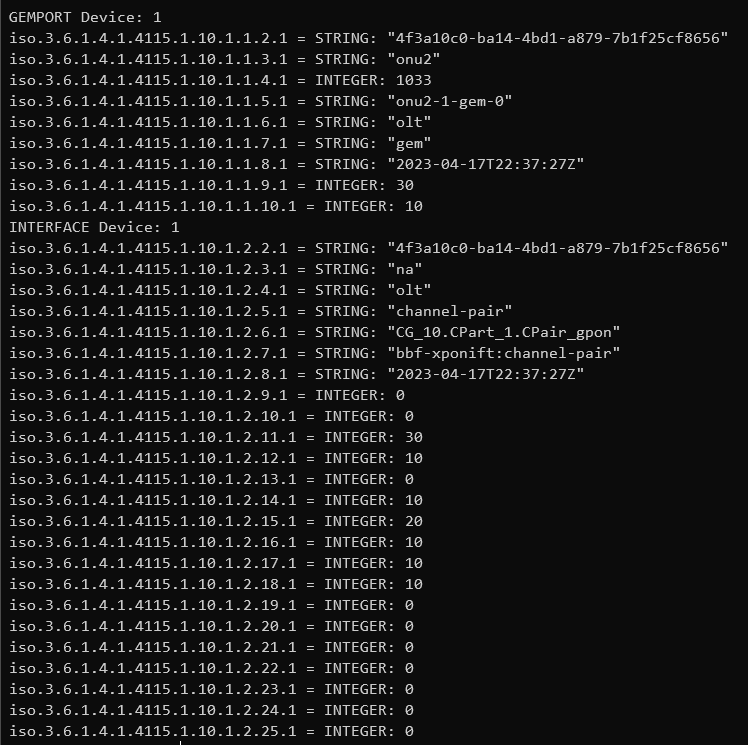 GEMPORT Device: 1
iso.3.6.1.4.1.4115.1.10.1.1.2.1 = STRING: "4f3a10c0-ba14-4bd1-a879-7b1f25cf8656"
iso.3.6.1.4.1.4115.1.10.1.1.3.1 = STRING: "onu2"
iso.3.6.1.4.1.4115.1.10.1.1.4.1 = INTEGER: 1033
iso.3.6.1.4.1.4115.1.10.1.1.5.1 = STRING: "onu2-1-gem-0"
iso.3.6.1.4.1.4115.1.10.1.1.6.1 = STRING: "olt"
iso.3.6.1.4.1.4115.1.10.1.1.7.1 = STRING: "gem"
iso.3.6.1.4.1.4115.1.10.1.1.8.1 = STRING: "2023-04-17T22:37:27Z"
iso.3.6.1.4.1.4115.1.10.1.1.9.1 = INTEGER: 30
iso.3.6.1.4.1.4115.1.10.1.1.10.1 = INTEGER: 10
INTERFACE Device: 1
iso.3.6.1.4.1.4115.1.10.1.2.2.1 = STRING: "4f3a10c0-ba14-4bd1-a879-7b1f25cf8656"
iso.3.6.1.4.1.4115.1.10.1.2.3.1 = STRING: "na"
iso.3.6.1.4.1.4115.1.10.1.2.4.1 = STRING: "olt"
iso.3.6.1.4.1.4115.1.10.1.2.5.1 = STRING: "channel-pair"
iso.3.6.1.4.1.4115.1.10.1.2.6.1 = STRING: "CG_10.CPart_1.CPair_gpon"
iso.3.6.1.4.1.4115.1.10.1.2.7.1 = STRING: "bbf-xponift:channel-pair"
iso.3.6.1.4.1.4115.1.10.1.2.8.1 = STRING: "2023-04-17T22:37:27Z"
iso.3.6.1.4.1.4115.1.10.1.2.9.1 = INTEGER: 0
iso.3.6.1.4.1.4115.1.10.1.2.10.1 = INTEGER: 0
iso.3.6.1.4.1.4115.1.10.1.2.11.1 = INTEGER: 30
iso.3.6.1.4.1.4115.1.10.1.2.12.1 = INTEGER: 10
iso.3.6.1.4.1.4115.1.10.1.2.13.1 = INTEGER: 0
iso.3.6.1.4.1.4115.1.10.1.2.14.1 = INTEGER: 10
iso.3.6.1.4.1.4115.1.10.1.2.15.1 = INTEGER: 20
iso.3.6.1.4.1.4115.1.10.1.2.16.1 = INTEGER: 10
iso.3.6.1.4.1.4115.1.10.1.2.17.1 = INTEGER: 10
iso.3.6.1.4.1.4115.1.10.1.2.18.1 = INTEGER: 10
iso.3.6.1.4.1.4115.1.10.1.2.19.1 = INTEGER: 0
iso.3.6.1.4.1.4115.1.10.1.2.20.1 = INTEGER: 0
iso.3.6.1.4.1.4115.1.10.1.2.21.1 = INTEGER: 0
iso.3.6.1.4.1.4115.1.10.1.2.22.1 = INTEGER: 0
iso.3.6.1.4.1.4115.1.10.1.2.23.1 = INTEGER: 0
iso.3.6.1.4.1.4115.1.10.1.2.24.1 = INTEGER: 0
iso.3.6.1.4.1.4115.1.10.1.2.25.1 = INTEGER: 0